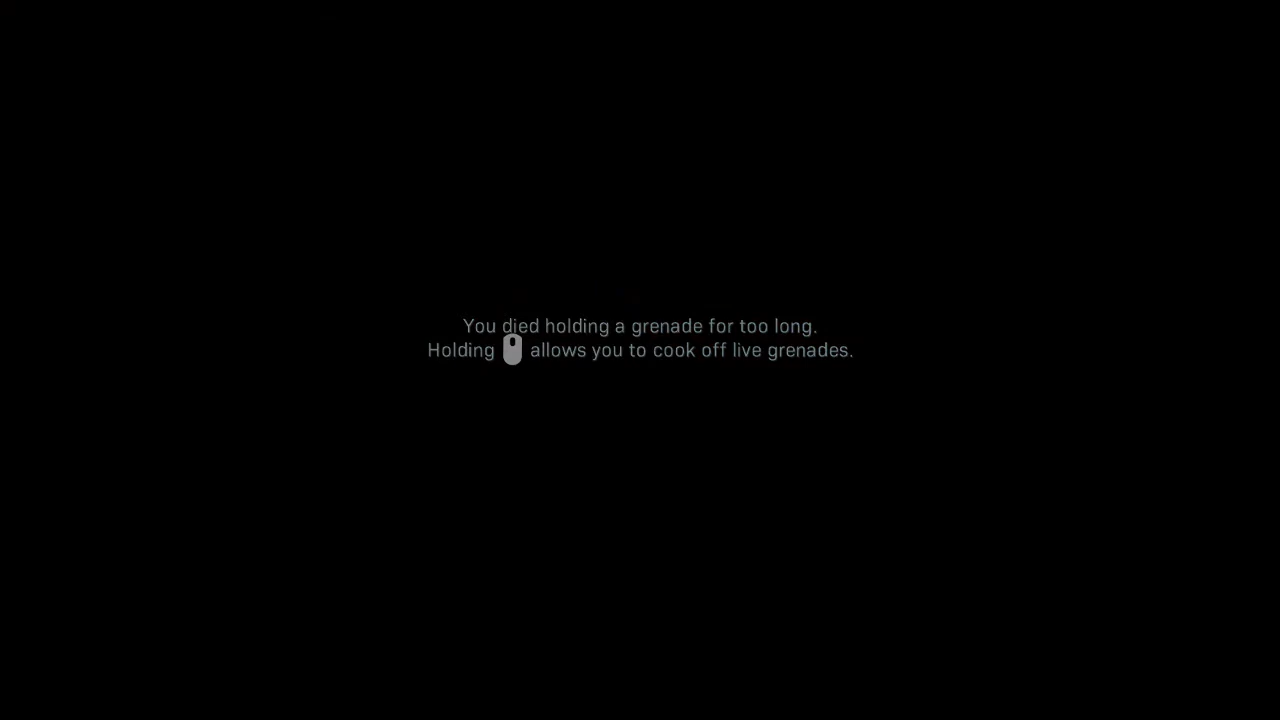 You died holding a grenade for too long.
Holding allows you to cook off live grenades.